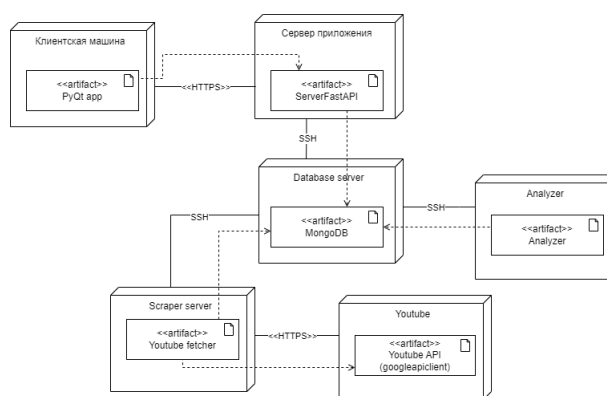 Клиентская машина
<<artifact>>
PyQt app
<<HTTPS>>
Сервер приложения
<<artifact>>
ServerFastAPI
SSH
Database server
<<artifact>>
MongoDB
SSH
Analyzer
<<artifact>>
Analyzer
SSH
Scraper server
<<artifact>>
Youtube fetcher
<<HTTPS>>
Youtube
<<artifact>>
Youtube API
(googleapiclient)